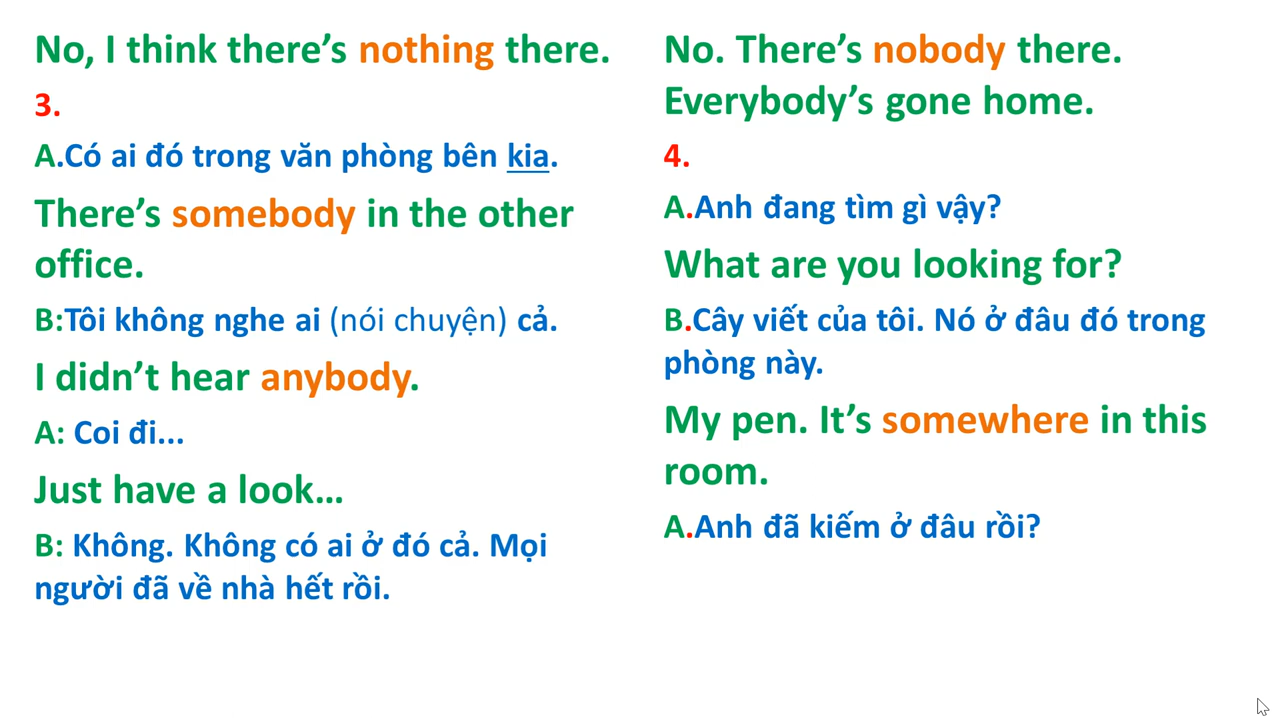 No, I think there’s nothing there.
3.
A.Có ai đó trong văn phòng bên kia.
There’s somebody in the other
office.
B:Tôi không nghe ai (nói chuyện) cả.
I didn’t hear anybody.
A: Coi đi...
Just have a look…
B: Không. Không có ai ở đó cả. Mọi
người đã về nhà hết rồi.
No. There’s nobody there.
Everybody’s gone home.
4.
A.Anh đang tìm gì vậy?
What are you looking for?
B.Cây viết của tôi. Nó ở đâu đó trong
phòng này.
My pen. It’s somewhere in this
room.
A.Anh đã kiếm ở đâu rồi?